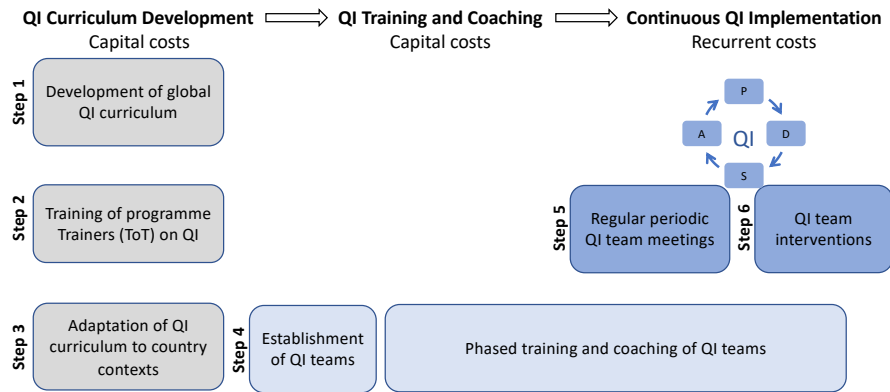 QI Curriculum Development
QI Training and Coaching
Continuous QI Implementation
Capital costs
Capital costs
Recurrent costs
Step 1
Development of global
QI curriculum
P
A
QI
D
S
Step 2
Training of programme
Trainers (ToT) on QI
Step 5
Regular periodic
QI team meetings
Step 6
QI team
interventions
Step 3
Adaptation of QI
curriculum to country
contexts
Step 4
Establishment
of QI teams
Phased training and coaching of QI teams